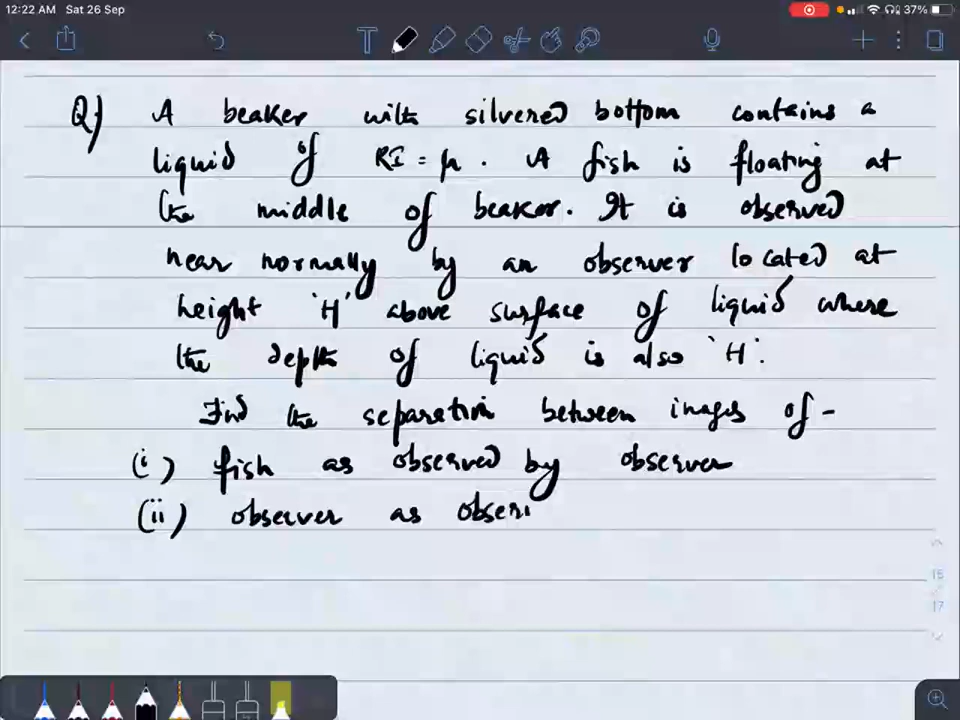 12:22 AM Sat 26 Sep
37%
Q) A beaker with silvered bottom contains a
liquid of RI = μ. A fish is floating at
the middle of beaker. It is observed
near normally by an observer located at
height 'H' above surface of liquid where
the depth of liquid is also 'H'.
Find the separation between images of -
(i) fish as observed by observer
(ii) observer as obser
15
17